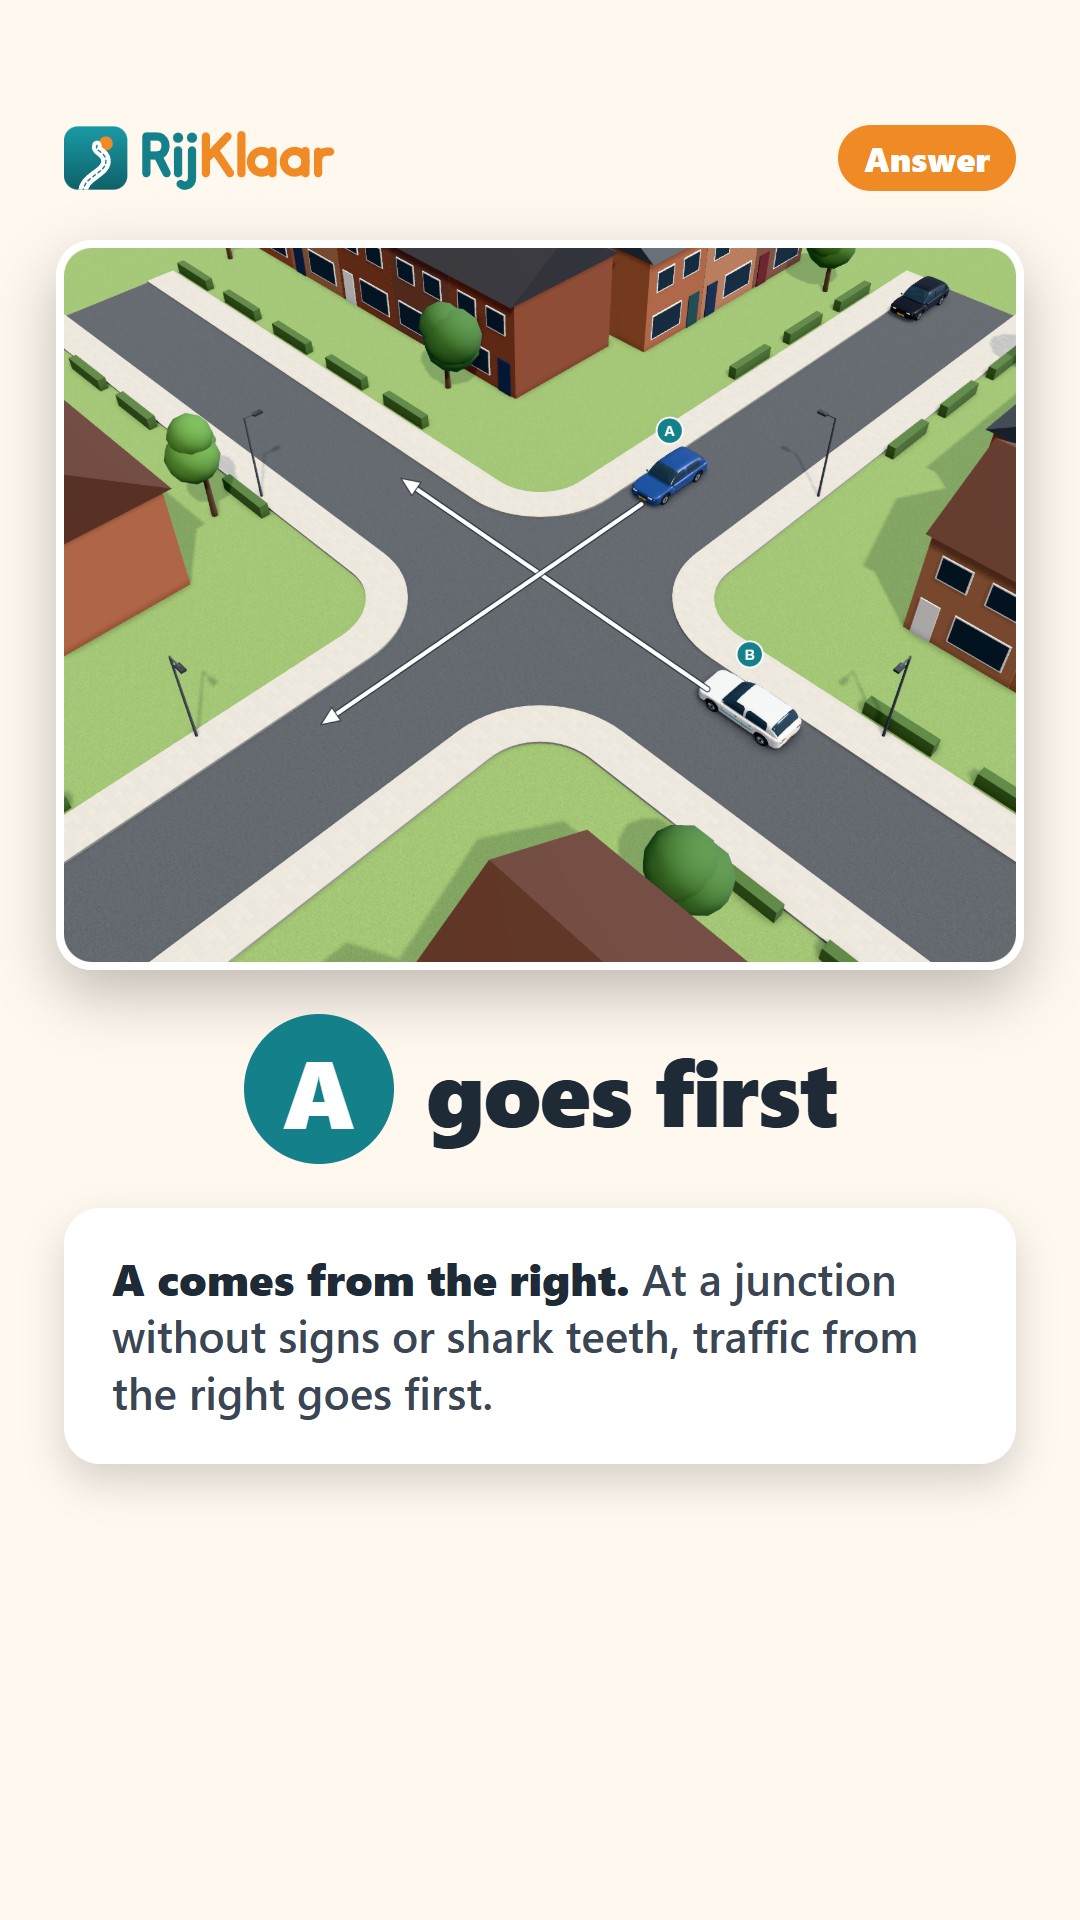 RijKlaar
Answer
A
B
A goes first
A comes from the right. At a junction
without signs or shark teeth, traffic from
the right goes first.